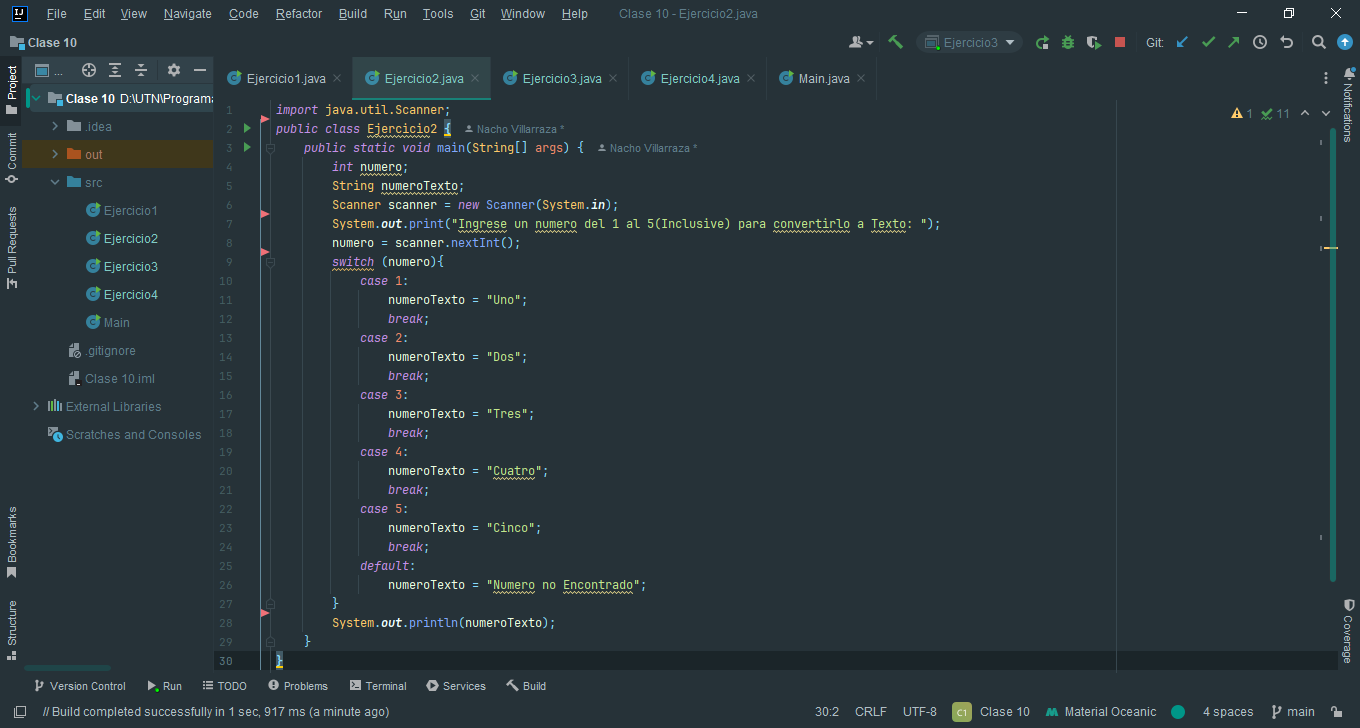 File Edit View Navigate Code Refactor Build Run Tools Git Window Help Clase 10 - Ejercicio2.java
Clase 10
Ejercicio3
Git:
Project
Commit
Pull Requests
Bookmarks
Structure
...
Clase 10 D:\UTN\Programa
.idea
out
src
Ejercicio1
Ejercicio2
Ejercicio3
Ejercicio4
Main
.gitignore
Clase 10.iml
External Libraries
Scratches and Consoles
Ejercicio1.java Ejercicio2.java Ejercicio3.java Ejercicio4.java Main.java
1 11
1 import java.util.Scanner;
2 public class Ejercicio2 { Nacho Villarraza *
3 public static void main(String[] args) { Nacho Villarraza *
4 int numero;
5 String numeroTexto;
6 Scanner scanner = new Scanner(System.in);
7 System.out.print("Ingrese un numero del 1 al 5(Inclusive) para convertirlo a Texto: ");
8 numero = scanner.nextInt();
9 switch (numero){
10 case 1:
11 numeroTexto = "Uno";
12 break;
13 case 2:
14 numeroTexto = "Dos";
15 break;
16 case 3:
17 numeroTexto = "Tres";
18 break;
19 case 4:
20 numeroTexto = "Cuatro";
21 break;
22 case 5:
23 numeroTexto = "Cinco";
24 break;
25 default:
26 numeroTexto = "Numero no Encontrado";
27 }
28 System.out.println(numeroTexto);
29 }
30 }
Notifications
Coverage
Version Control Run TODO Problems Terminal Services Build
// Build completed successfully in 1 sec, 917 ms (a minute ago)
30:2 CRLF UTF-8 C1 Clase 10 Material Oceanic 4 spaces main